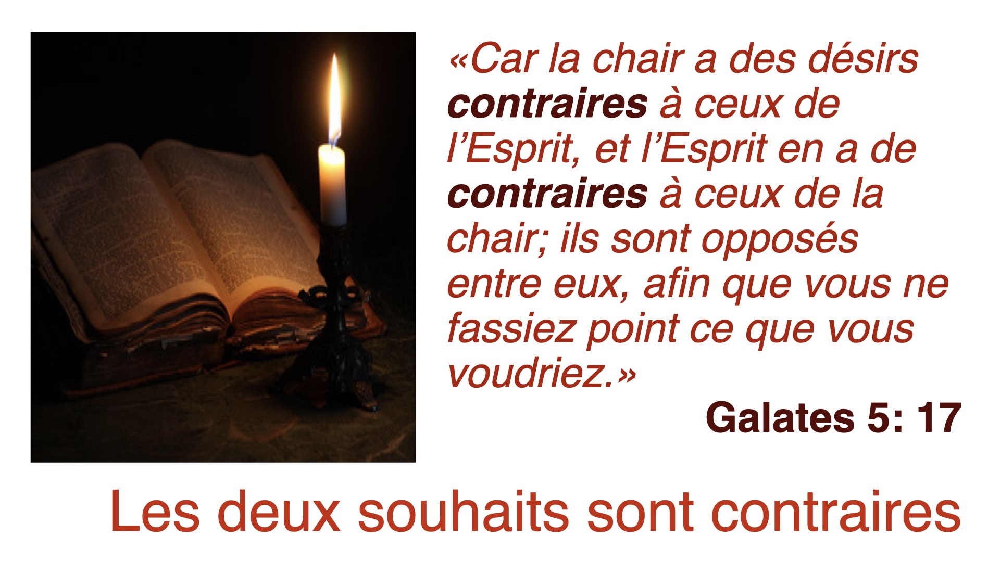 «Car la chair a des désirs
contraires à ceux de
l’Esprit, et l’Esprit en a de
contraires à ceux de la
chair; ils sont opposés
entre eux, afin que vous ne
fassiez point ce que vous
voudriez.»
Galates 5: 17
Les deux souhaits sont contraires